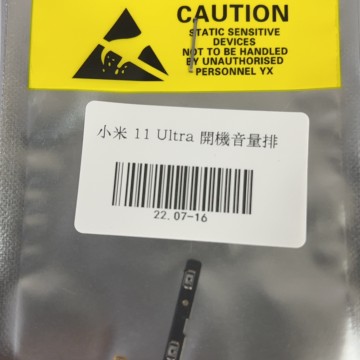 CAUTION
STATIC SENSITIVE
DEVICES
NOT TO BE HANDLED
BY UNAUTHORISED
PERSONNEL YX
小米 11 Ultra 開機音量排
22.07-16